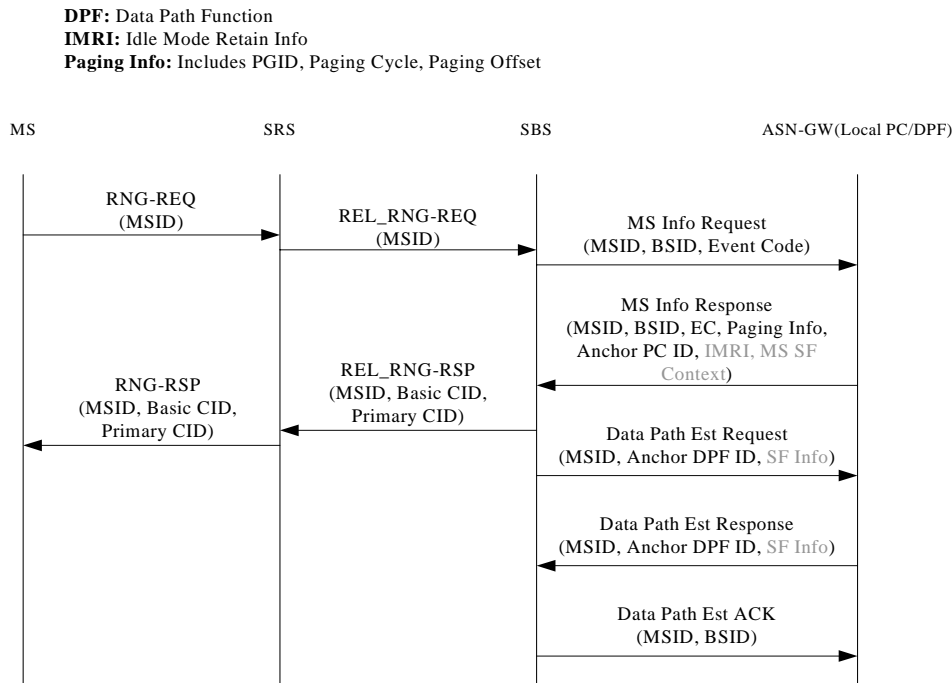 DPF: Data Path Function
IMRI: Idle Mode Retain Info
Paging Info: Includes PGID, Paging Cycle, Paging Offset
MS
SRS
SBS
ASN-GW(Local PC/DPF)
RNG-REQ
(MSID)
REL_RNG-REQ
(MSID)
MS Info Request
(MSID, BSID, Event Code)
MS Info Response
(MSID, BSID, EC, Paging Info,
Anchor PC ID, IMRI, MS SF
Context)
REL_RNG-RSP
(MSID, Basic CID,
Primary CID)
RNG-RSP
(MSID, Basic CID,
Primary CID)
Data Path Est Request
(MSID, Anchor DPF ID, SF Info)
Data Path Est Response
(MSID, Anchor DPF ID, SF Info)
Data Path Est ACK
(MSID, BSID)